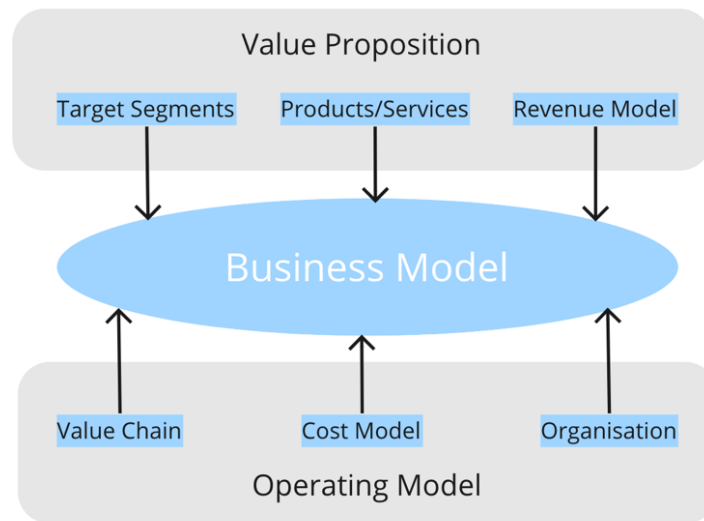 Value Proposition
Target Segments
Products/Services
Revenue Model
Business Model
Value Chain
Cost Model
Organisation
Operating Model